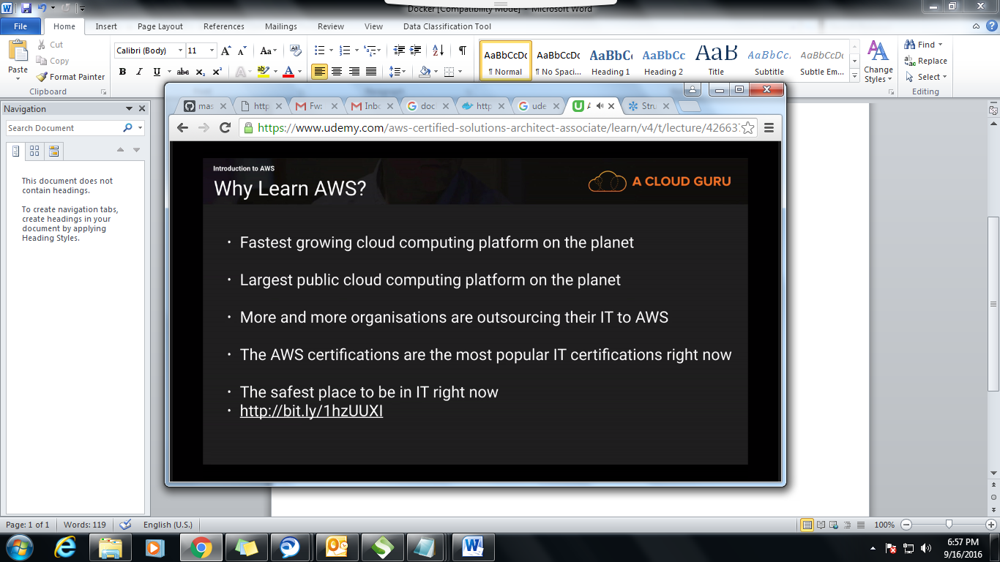 Docker [Compatibility Mode] - Microsoft Word
File Home Insert Page Layout References Mailings Review View Data Classification Tool
Paste
Cut
Copy
Format Painter
Clipboard
Calibri (Body) 11
AaBbCcDc AaBbCcDc AaBbCc AaBbCc AaB AaBbCc. AaBbCcDc
¶ Normal ¶ No Spaci... Heading 1 Heading 2 Title Subtitle Subtle Em...
Change
Styles
Find
Replace
Select
Editing
Navigation
Search Document
This document does not
contain headings.
To create navigation tabs,
create headings in your
document by applying
Heading Styles.
mas http Fw: Inbo docl http ude A Stru
https://www.udemy.com/aws-certified-solutions-architect-associate/learn/v4/t/lecture/426637
Introduction to AWS
Why Learn AWS?
A CLOUD GURU
• Fastest growing cloud computing platform on the planet
• Largest public cloud computing platform on the planet
• More and more organisations are outsourcing their IT to AWS
• The AWS certifications are the most popular IT certifications right now
• The safest place to be in IT right now
• http://bit.ly/1hzUUXI
Page: 1 of 1 Words: 119 English (U.S.) 100%
6:57 PM
9/16/2016